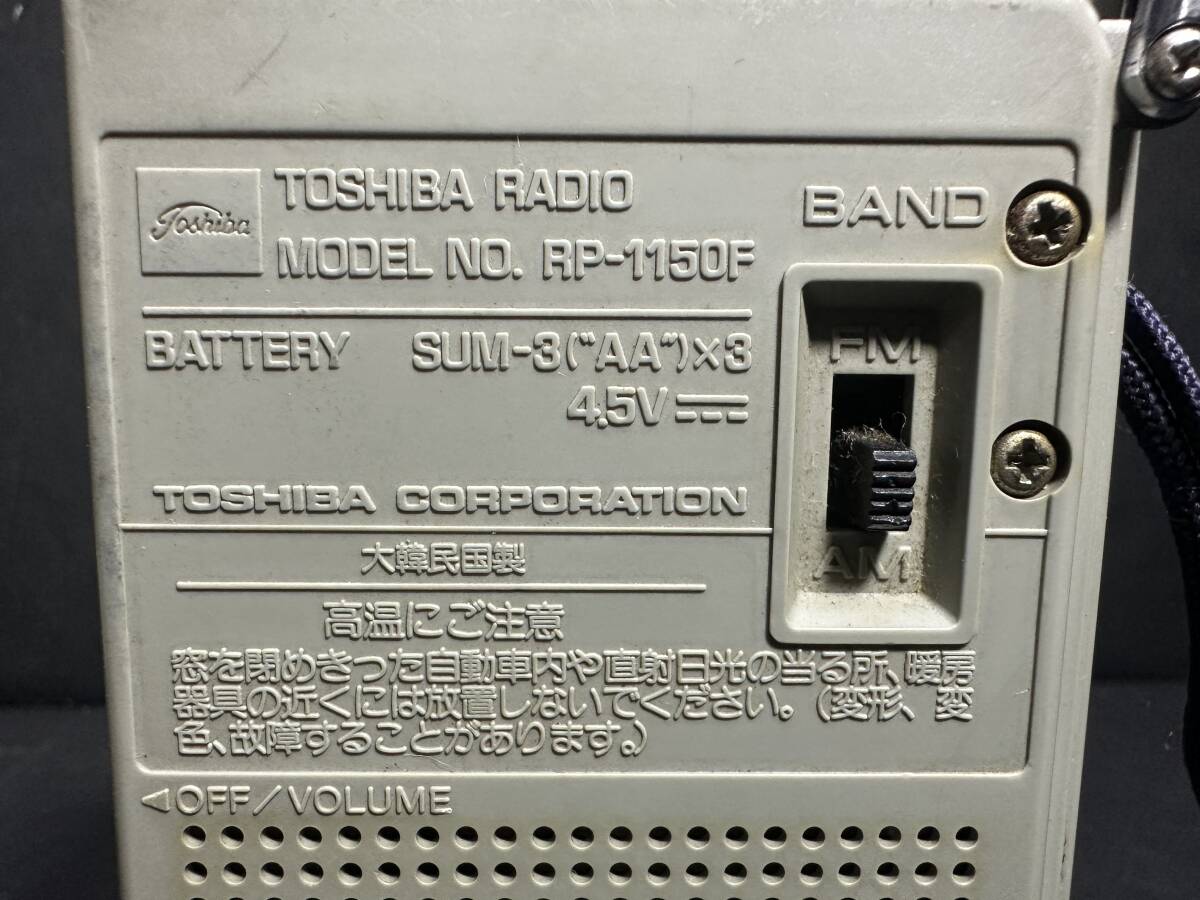 Toshiba
TOSHIBA RADIO
MODEL NO. RP-1150F
BATTERY SUM-3("AA")×3
4.5V
TOSHIBA CORPORATION
BAND
FM
AM
大韓民国製
高温にご注意
窓を閉めきった自動車内や直射日光の当る所、暖房
器具の近くには放置しないでください。(変形、変
色、故障することがあります。)
◁OFF/VOLUME